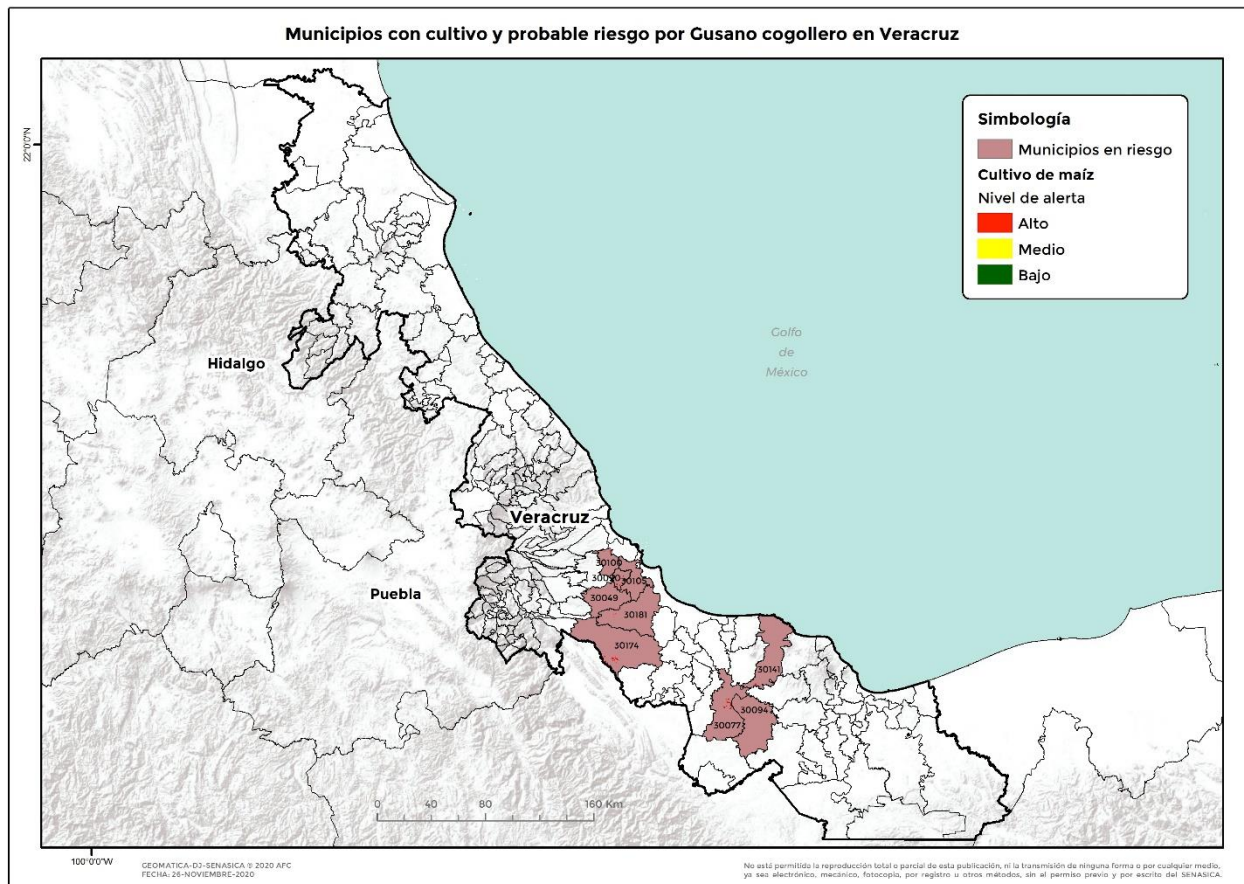 Municipios con cultivo y probable riesgo por Gusano cogollero en Veracruz
22°0'0"N
Simbología
Municipios en riesgo
Cultivo de maíz
Nivel de alerta
Alto
Medio
Bajo
Golfo
de
México
Hidalgo
Veracruz
Puebla
30100
30105
30049
30181
30174
30141
30094
30077
0 40 80 160 Km
100°0'0"W
GEOMATICA-DJ-SENASICA © 2020 AFC
FECHA: 26-NOVIEMBRE-2020
No está permitida la reproducción total o parcial de esta publicación, ni la transmisión de ninguna forma o por cualquier medio,
ya sea electrónico, mecánico, fotocopia, por registro u otros métodos, sin el permiso previo y por escrito del SENASICA.